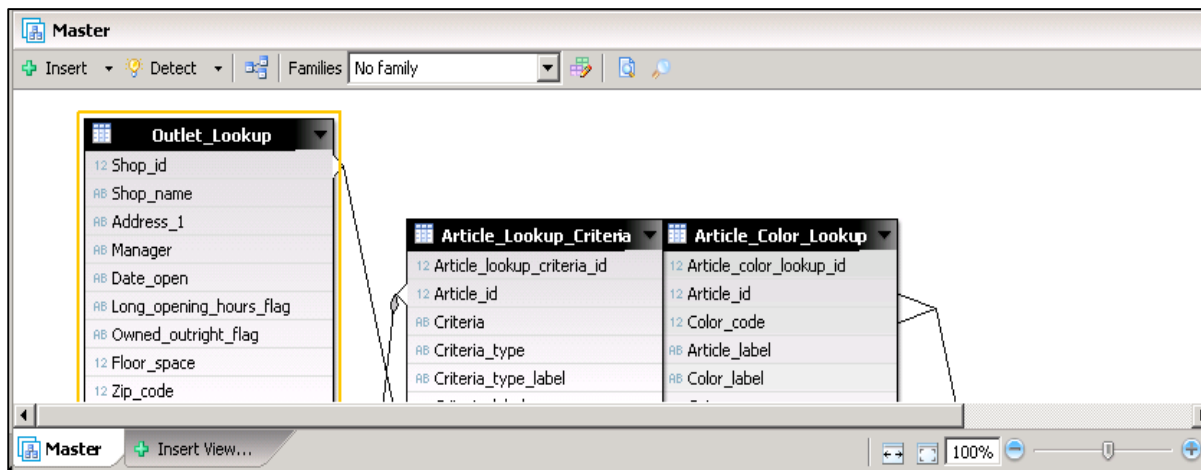 Master
Insert Detect Families No family
Outlet_Lookup
12 Shop_id
AB Shop_name
AB Address_1
AB Manager
AB Date_open
AB Long_opening_hours_flag
AB Owned_outright_flag
12 Floor_space
12 Zip_code
Article_Lookup_Criteria
12 Article_lookup_criteria_id
12 Article_id
AB Criteria
AB Criteria_type
AB Criteria_type_label
Article_Color_Lookup
12 Article_color_lookup_id
12 Article_id
12 Color_code
AB Article_label
AB Color_label
Master Insert View... 100%